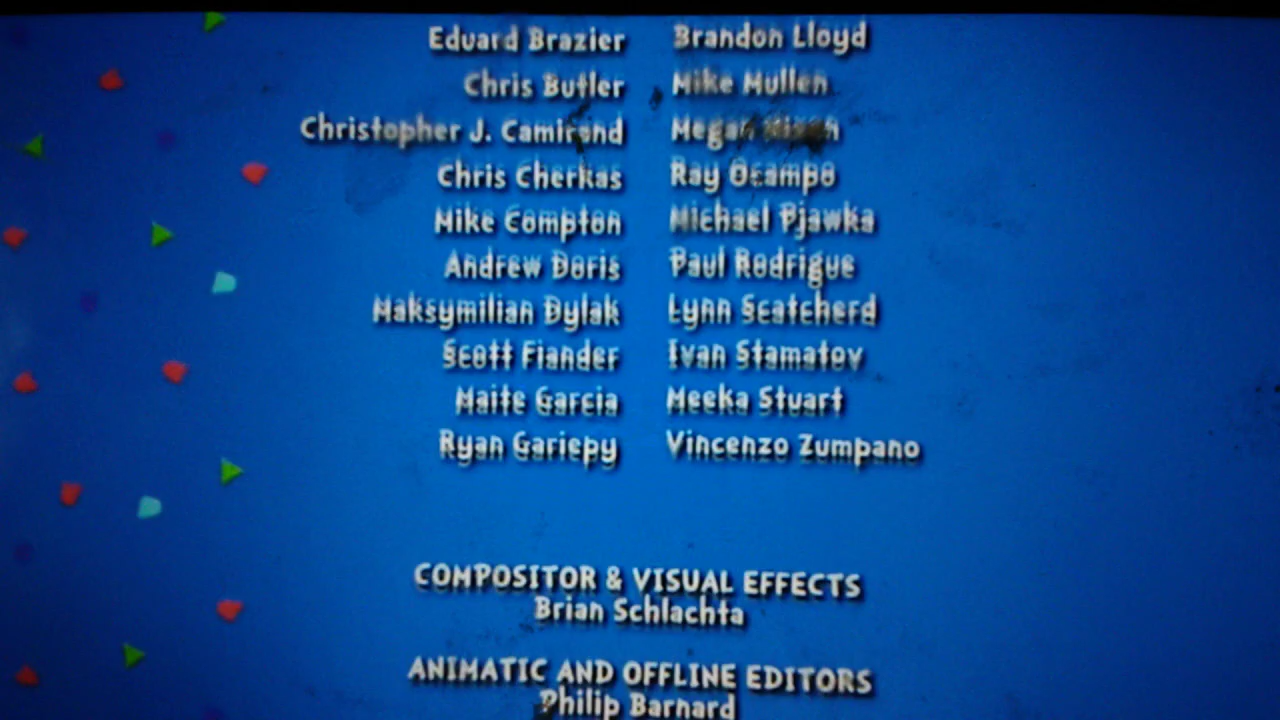 Eduard Brazier Brandon Lloyd
Chris Butler Mike Mullen
Christopher J. Camirand Megan
Chris Cherkas Ray Ocampo
Mike Compton Michael Pjawka
Andrew Doris Paul Rodrigue
Maksymilian Dylak Lynn Scatcherd
Scott Fiander Ivan Stamatov
Maite Garcia Meeka Stuart
Ryan Gariepy Vincenzo Zumpano
COMPOSITOR & VISUAL EFFECTS
Brian Schlachta
ANIMATIC AND OFFLINE EDITORS
Philip Barnard